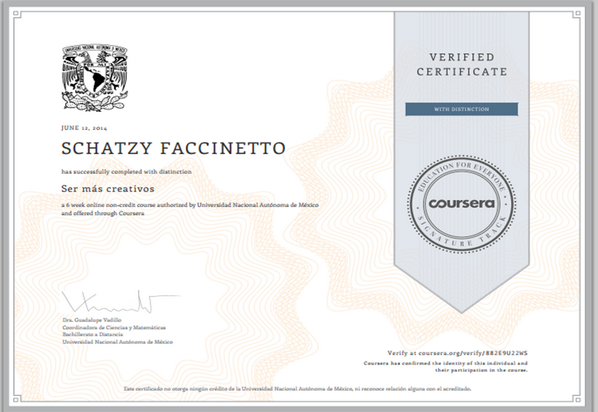 UNIVERSIDAD NACIONAL AUTÓNOMA DE MÉXICO
JUNE 12, 2014
SCHATZY FACCINETTO
has successfully completed with distinction
Ser más creativos
a 6 week online non-credit course authorized by Universidad Nacional Autónoma de México
and offered through Coursera
Dra. Guadalupe Vadillo
Coordinadora de Ciencias y Matemáticas
Bachillerato a Distancia
Universidad Nacional Autónoma de México
VERIFIED
CERTIFICATE
WITH DISTINCTION
EDUCATION FOR EVERYONE
coursera
SIGNATURE TRACK
Verify at coursera.org/verify/882E9U22WS
Coursera has confirmed the identity of this individual and
their participation in the course.
Este certificado no otorga ningún crédito de la Universidad Nacional Autónoma de México, ni reconoce relación alguna con el acreditado.